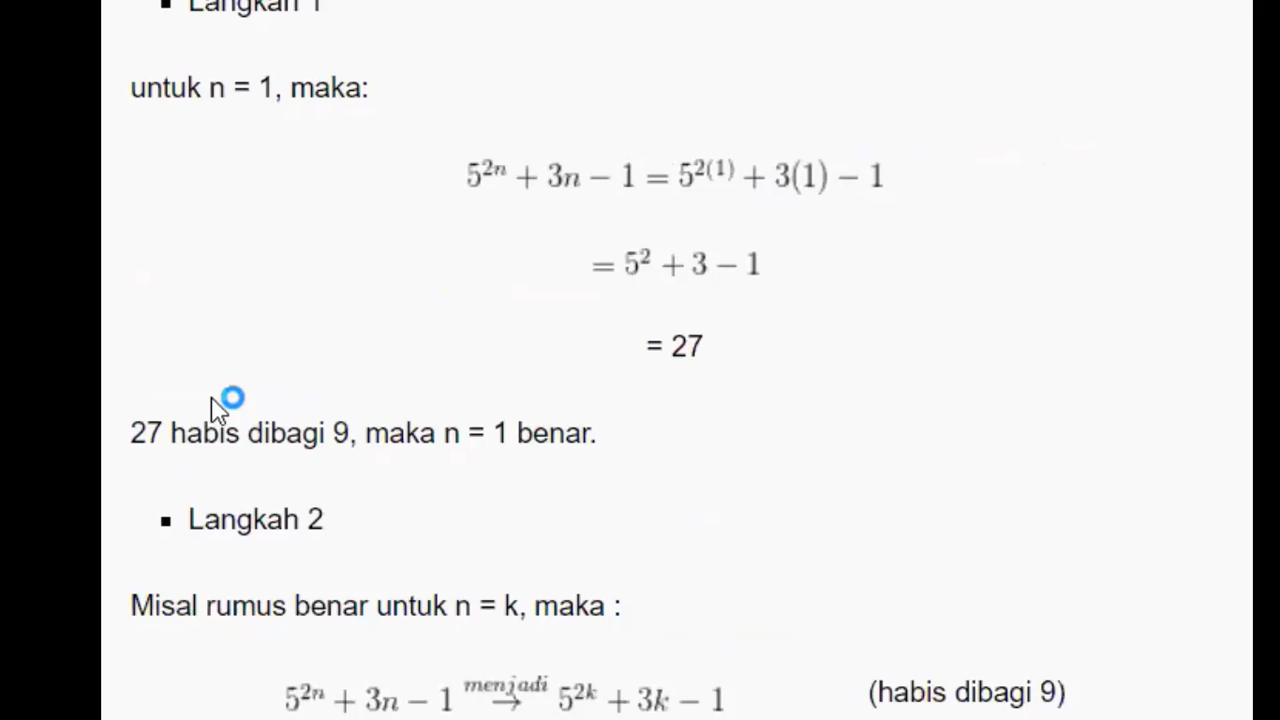 ▪ Langkah 1
untuk n = 1, maka:
5^{2n} + 3n − 1 = 5^{2(1)} + 3(1) − 1
= 5^2 + 3 − 1
= 27
27 habis dibagi 9, maka n = 1 benar.
▪ Langkah 2
Misal rumus benar untuk n = k, maka :
5^{2n} + 3n − 1 \xrightarrow{menjadi} 5^{2k} + 3k − 1 (habis dibagi 9)